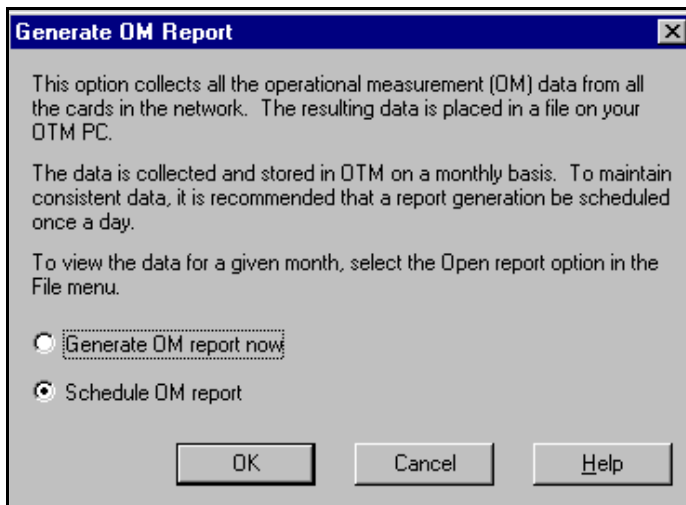 Generate OM Report
This option collects all the operational measurement (OM) data from all
the cards in the network. The resulting data is placed in a file on your
OTM PC.
The data is collected and stored in OTM on a monthly basis. To maintain
consistent data, it is recommended that a report generation be scheduled
once a day.
To view the data for a given month, select the Open report option in the
File menu.
Generate OM report now
Schedule OM report
OK
Cancel
Help